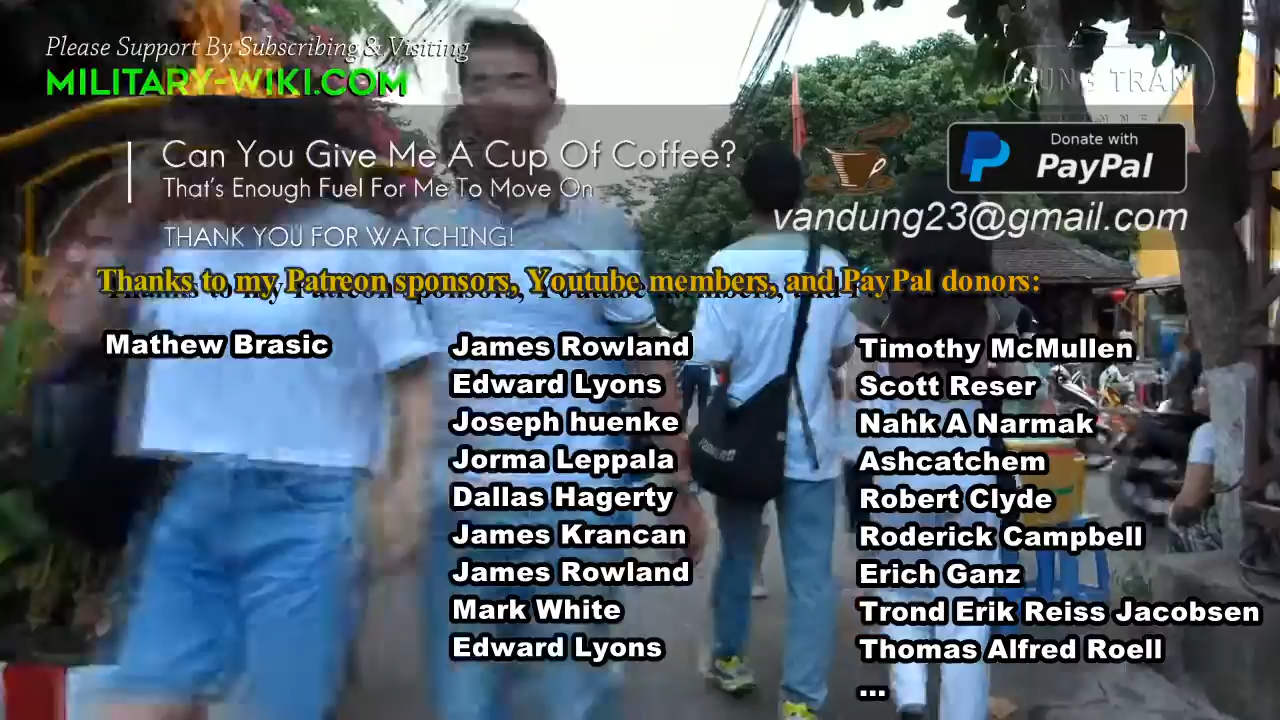 Please Support By Subscribing & Visiting
MILITARY-WIKI.COM
Can You Give Me A Cup Of Coffee?
That's Enough Fuel For Me To Move On
THANK YOU FOR WATCHING!
DUNG TRAN
Donate with
PayPal
vandung23@gmail.com
Thanks to my Patreon sponsors, Youtube members, and PayPal donors:
Mathew Brasic
James Rowland
Edward Lyons
Joseph huenke
Jorma Leppala
Dallas Hagerty
James Krancan
James Rowland
Mark White
Edward Lyons
Timothy McMullen
Scott Reser
Nahk A Narmak
Ashcatchem
Robert Clyde
Roderick Campbell
Erich Ganz
Trond Erik Reiss Jacobsen
Thomas Alfred Roell
...